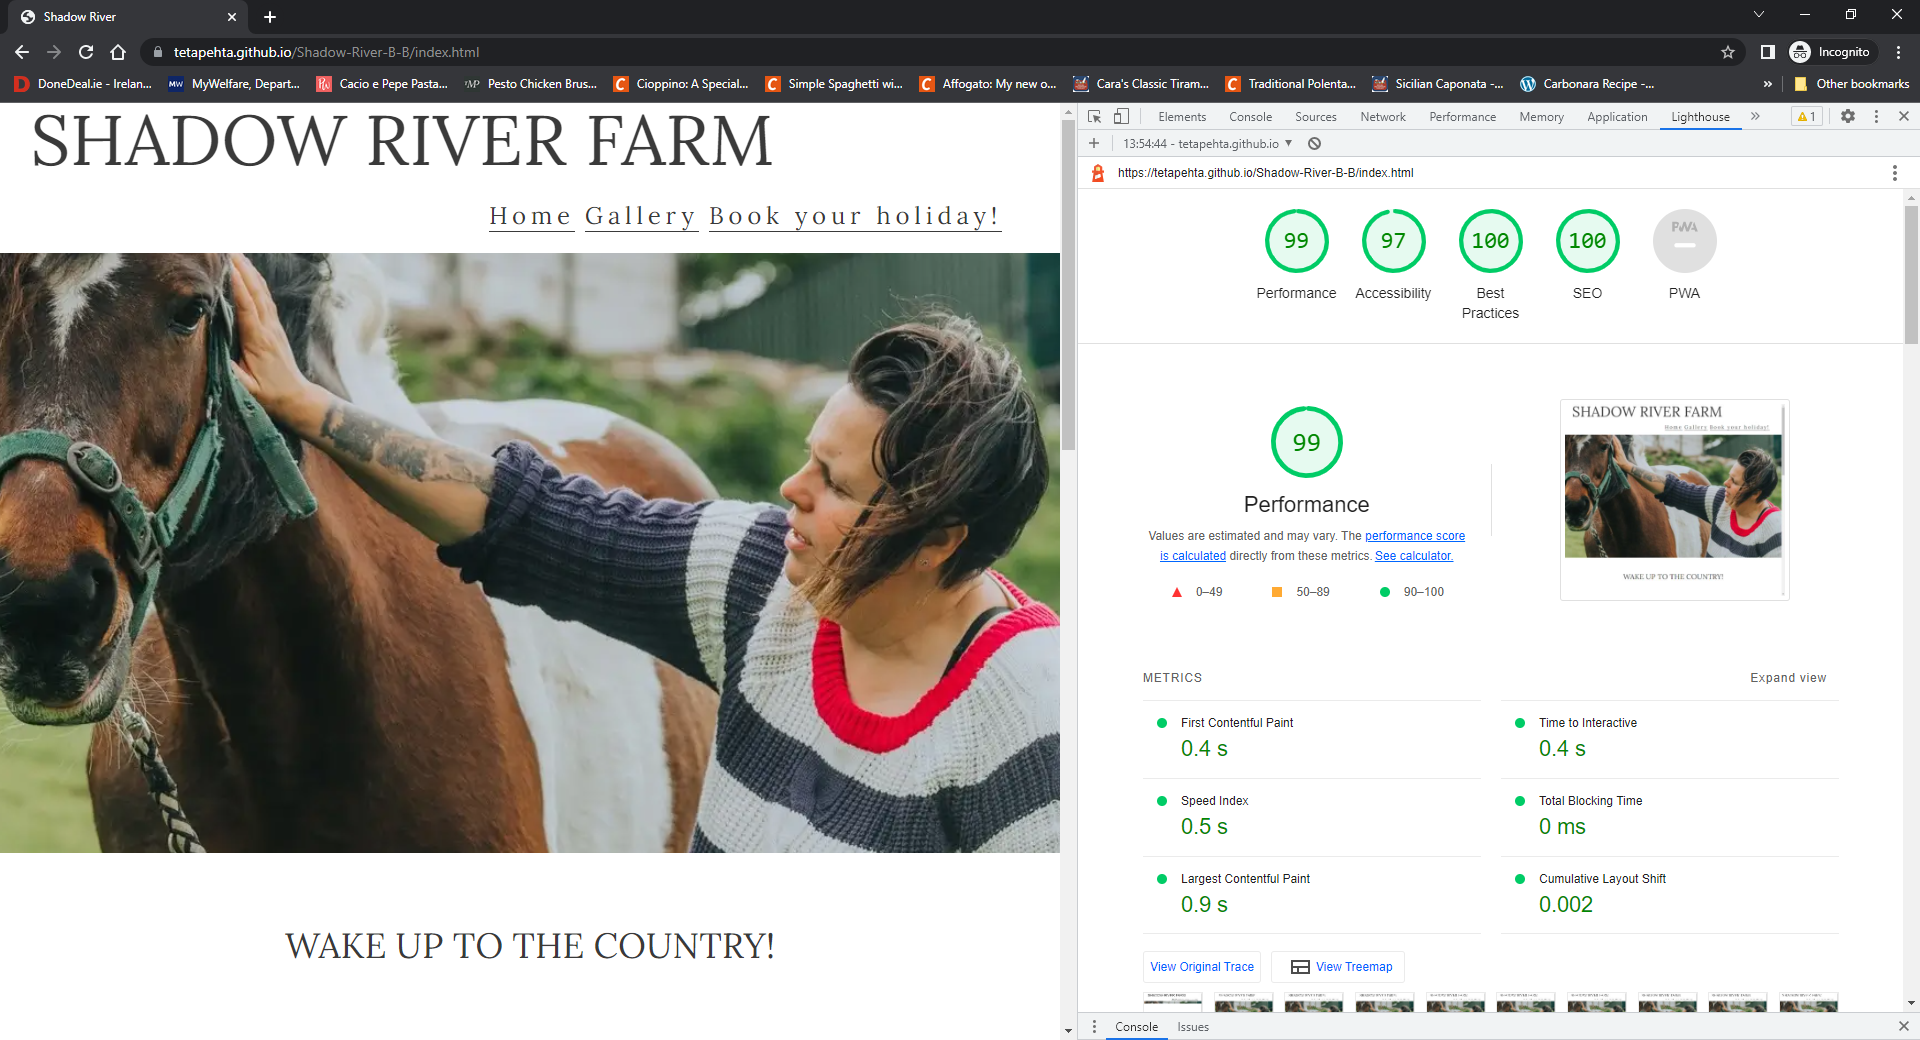 Shadow River
tetapehta.github.io/Shadow-River-B-B/index.html
Incognito
DoneDeal.ie - Irelan...
MW
MyWelfare, Depart...
Cacio e Pepe Pasta...
Pesto Chicken Brus...
Cioppino: A Special...
Simple Spaghetti wi...
Affogato: My new o...
Cara's Classic Tiram...
Traditional Polenta...
Sicilian Caponata -...
Carbonara Recipe -...
»
Other bookmarks
SHADOW RIVER FARM
Home Gallery Book your holiday!
WAKE UP TO THE COUNTRY!
Elements Console Sources Network Performance Memory Application Lighthouse » 1
13:54:44 - tetapehta.github.io
https://tetapehta.github.io/Shadow-River-B-B/index.html
99 97 100 100 PWA
Performance Accessibility Best Practices SEO PWA
99
Performance
Values are estimated and may vary. The performance score
is calculated directly from these metrics. See calculator.
0–49 50–89 90–100
SHADOW RIVER FARM
Home Gallery Book your holiday!
WAKE UP TO THE COUNTRY!
METRICS Expand view
First Contentful Paint
0.4 s
Time to Interactive
0.4 s
Speed Index
0.5 s
Total Blocking Time
0 ms
Largest Contentful Paint
0.9 s
Cumulative Layout Shift
0.002
View Original Trace View Treemap
Console Issues